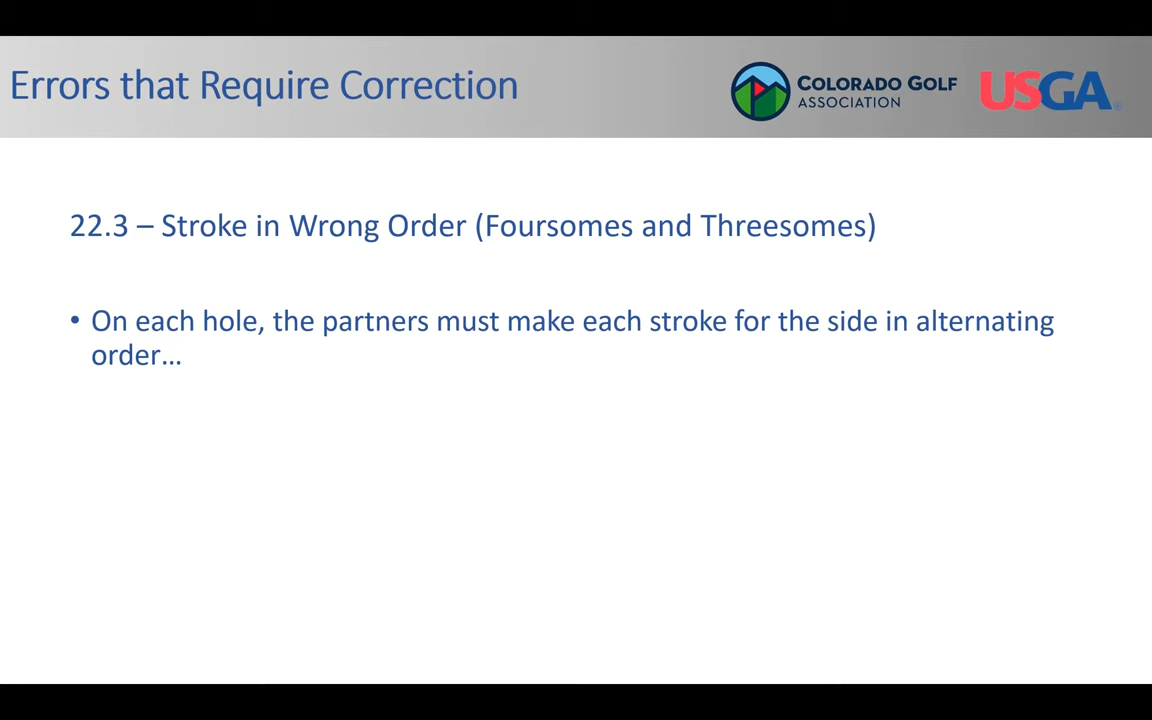 Errors that Require Correction
COLORADO GOLF
ASSOCIATION
USGA®
22.3 – Stroke in Wrong Order (Foursomes and Threesomes)
• On each hole, the partners must make each stroke for the side in alternating
order…